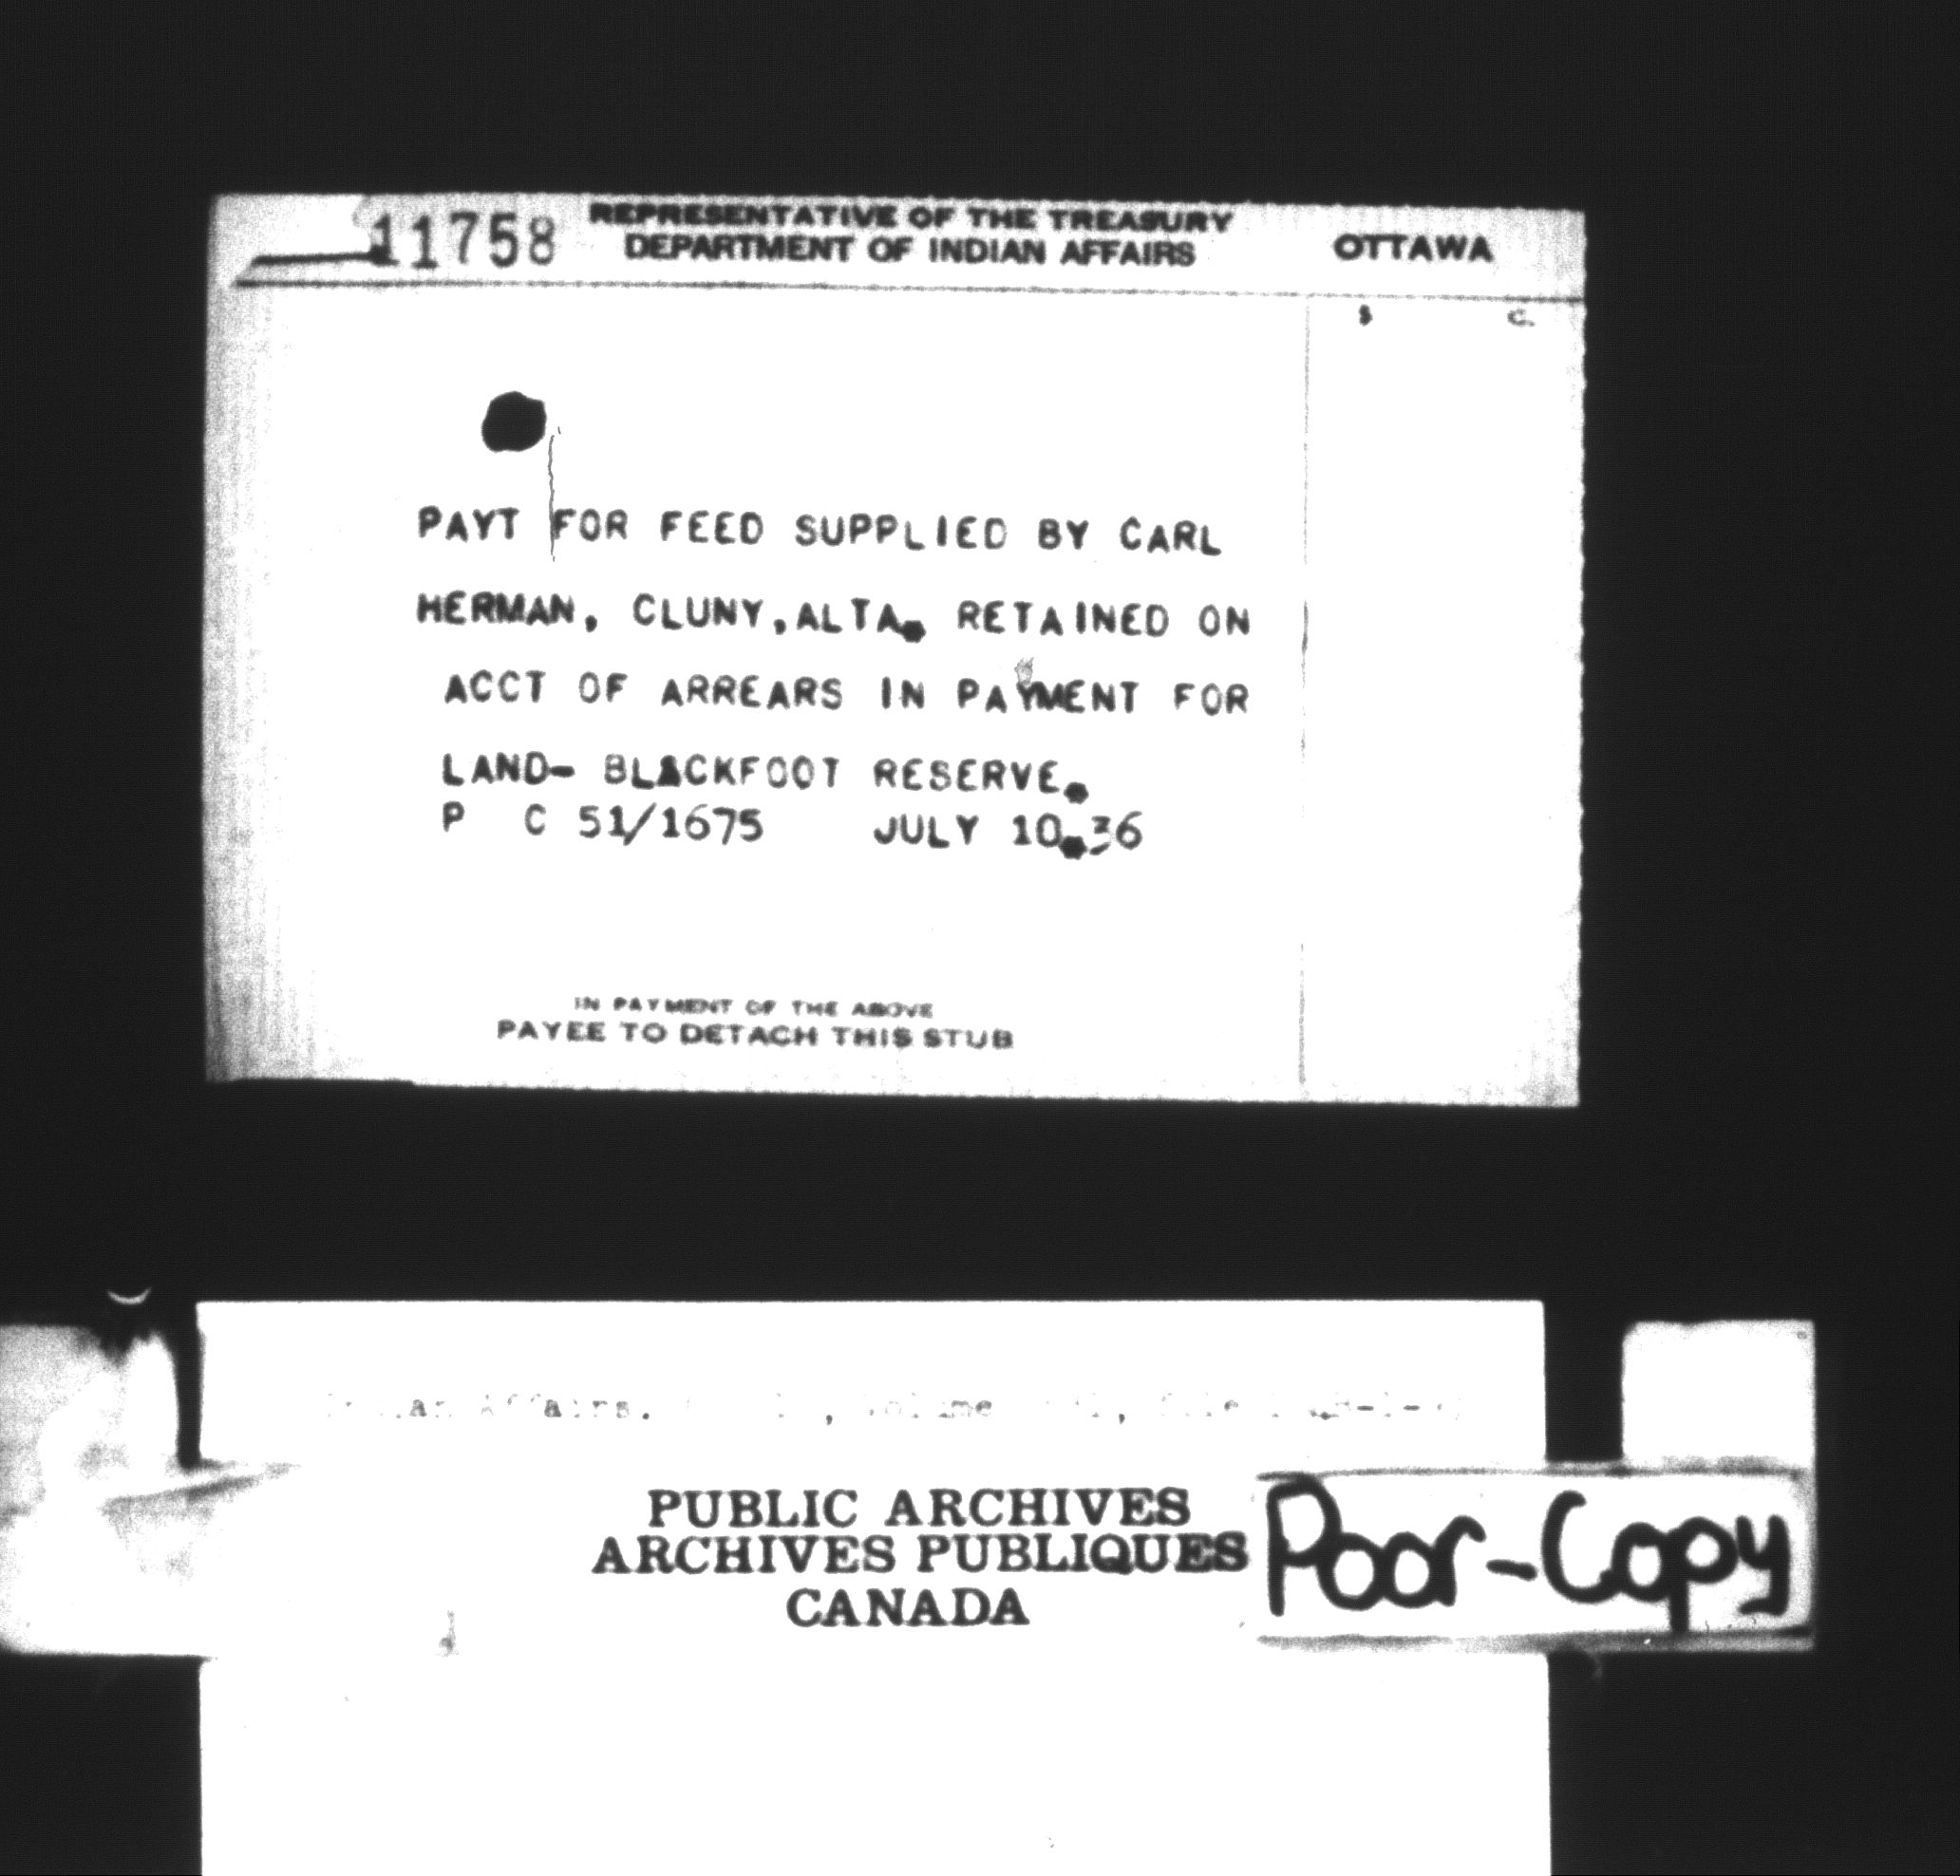 11758
REPRESENTATIVE OF THE TREASURY
DEPARTMENT OF INDIAN AFFAIRS
OTTAWA
$ C.
PAYT FOR FEED SUPPLIED BY CARL
HERMAN, CLUNY, ALTA. RETAINED ON
ACCT OF ARREARS IN PAYMENT FOR
LAND- BLACKFOOT RESERVE.
P C 51/1675 JULY 10.36
IN PAYMENT OF THE ABOVE
PAYEE TO DETACH THIS STUB
Affairs.
PUBLIC ARCHIVES
ARCHIVES PUBLIQUES
CANADA
Poor-Copy